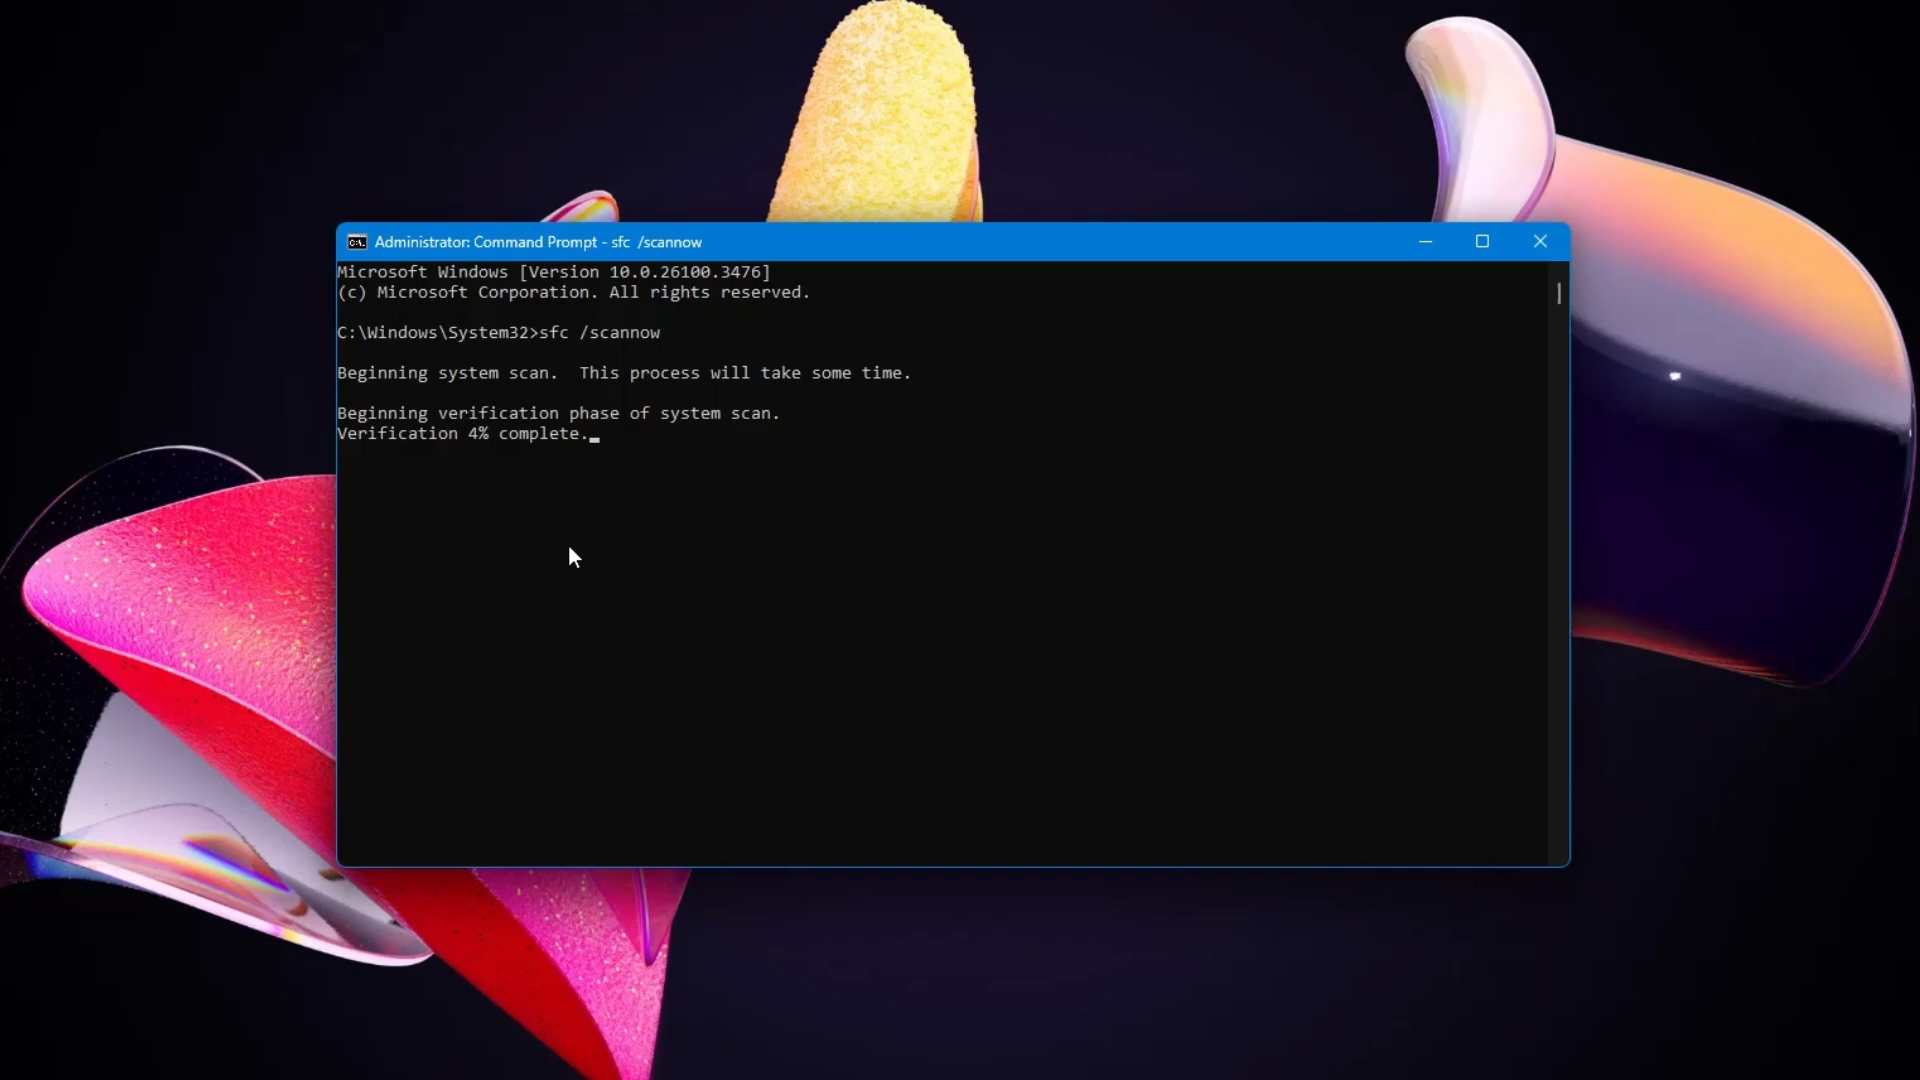 Administrator: Command Prompt - sfc  /scannow
Microsoft Windows [Version 10.0.26100.3476]
(c) Microsoft Corporation. All rights reserved.
C:\Windows\System32>sfc /scannow
Beginning system scan.  This process will take some time.
Beginning verification phase of system scan.
Verification 4% complete.